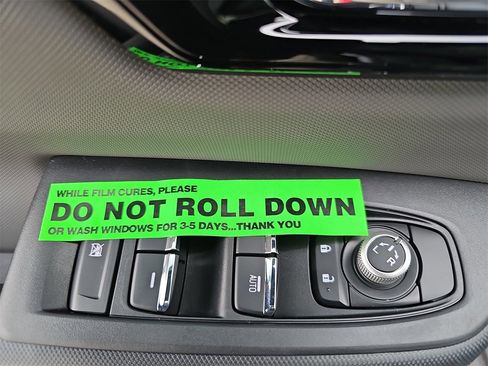 WHILE FILM CURES, PLEASE
DO NOT ROLL DOWN
OR WASH WINDOWS FOR 3-5 DAYS...THANK YOU
AUTO
L R